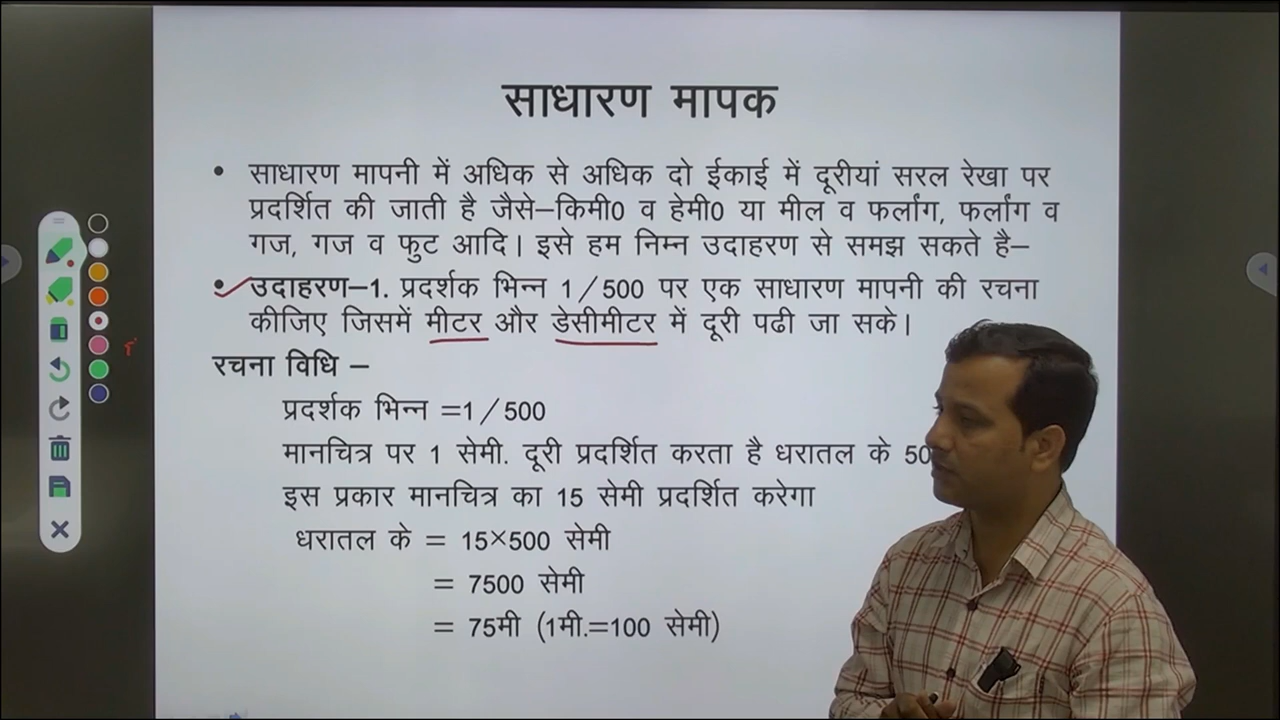 साधारण मापक
• साधारण मापनी में अधिक से अधिक दो ईकाई में दूरीयां सरल रेखा पर
प्रदर्शित की जाती है जैसे–किमी0 व हेमी0 या मील व फर्लांग, फर्लांग व
गज, गज व फुट आदि। इसे हम निम्न उदाहरण से समझ सकते है–
• उदाहरण–1. प्रदर्शक भिन्न 1/500 पर एक साधारण मापनी की रचना
कीजिए जिसमें मीटर और डेसीमीटर में दूरी पढी जा सके।
रचना विधि –
प्रदर्शक भिन्न =1/500
मानचित्र पर 1 सेमी. दूरी प्रदर्शित करता है धरातल के 50
इस प्रकार मानचित्र का 15 सेमी प्रदर्शित करेगा
धरातल के = 15×500 सेमी
= 7500 सेमी
= 75मी (1मी.=100 सेमी)